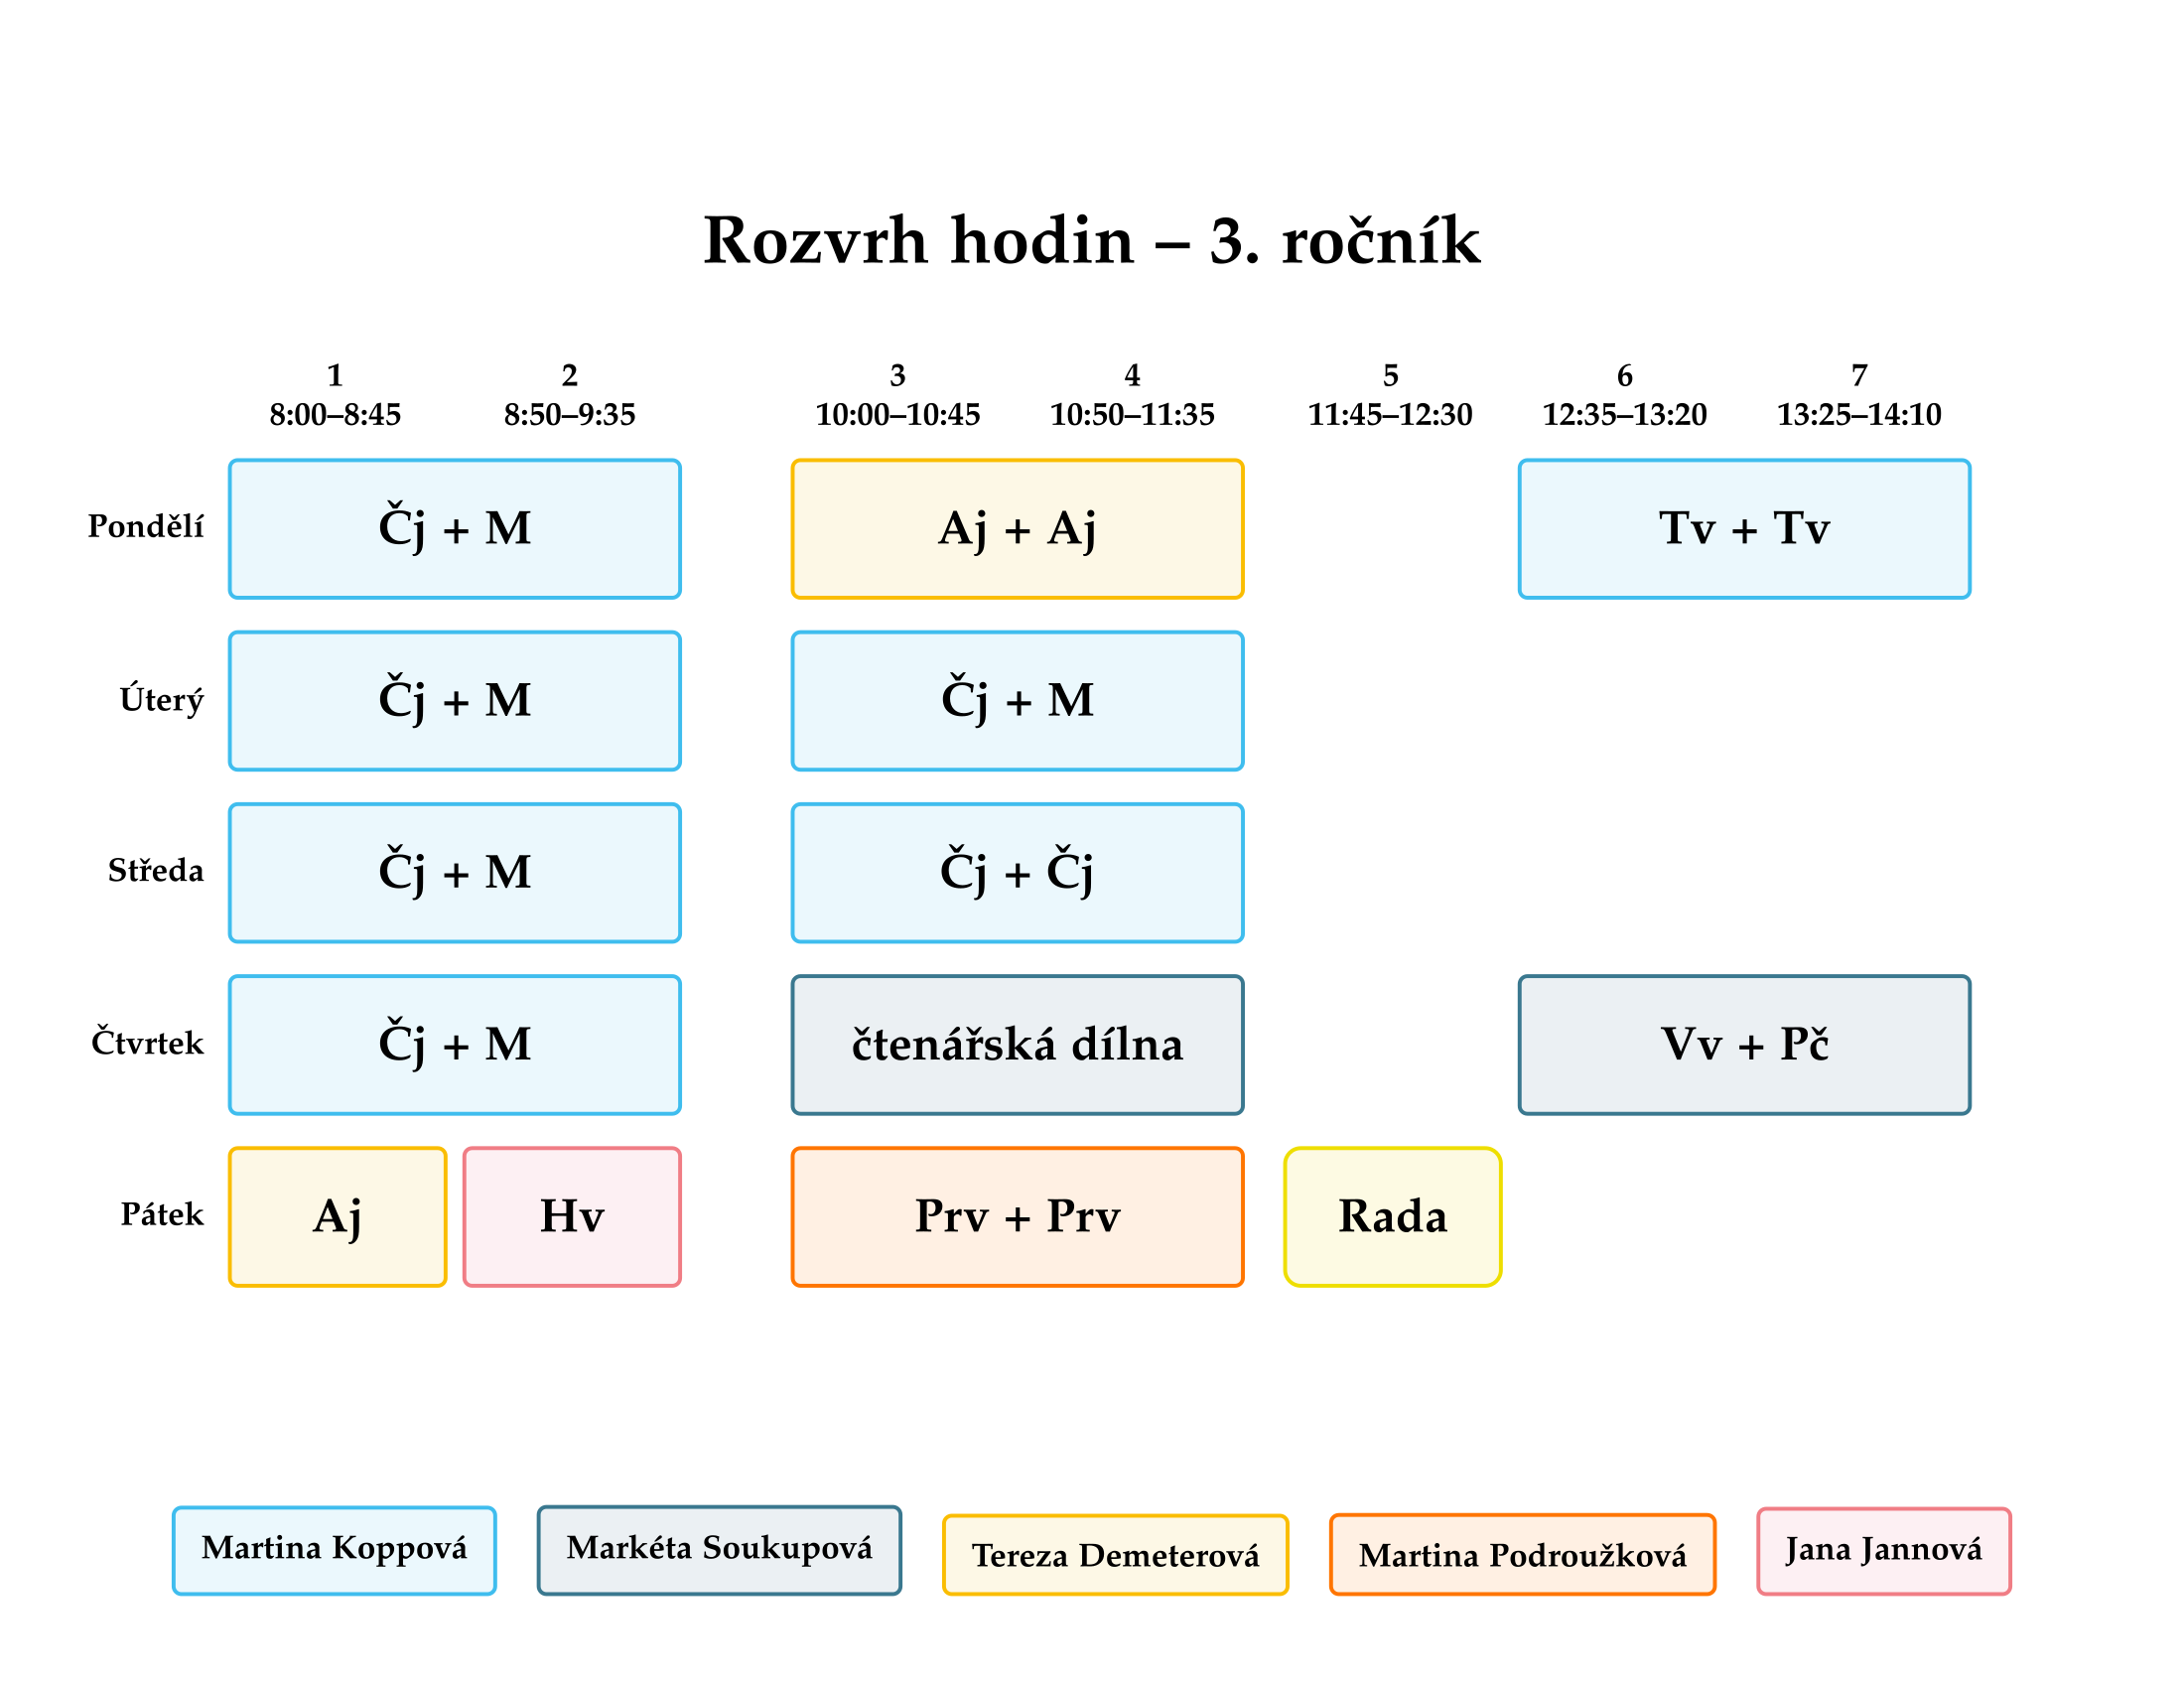 Rozvrh hodin – 3. ročník
1 2 3 4 5 6 7
8:00–8:45 8:50–9:35 10:00–10:45 10:50–11:35 11:45–12:30 12:35–13:20 13:25–14:10
Pondělí Čj + M Aj + Aj Tv + Tv
Úterý Čj + M Čj + M
Středa Čj + M Čj + Čj
Čtvrtek Čj + M čtenářská dílna Vv + Pč
Pátek Aj Hv Prv + Prv Rada
Martina Koppová Markéta Soukupová Tereza Demeterová Martina Podroužková Jana Jannová